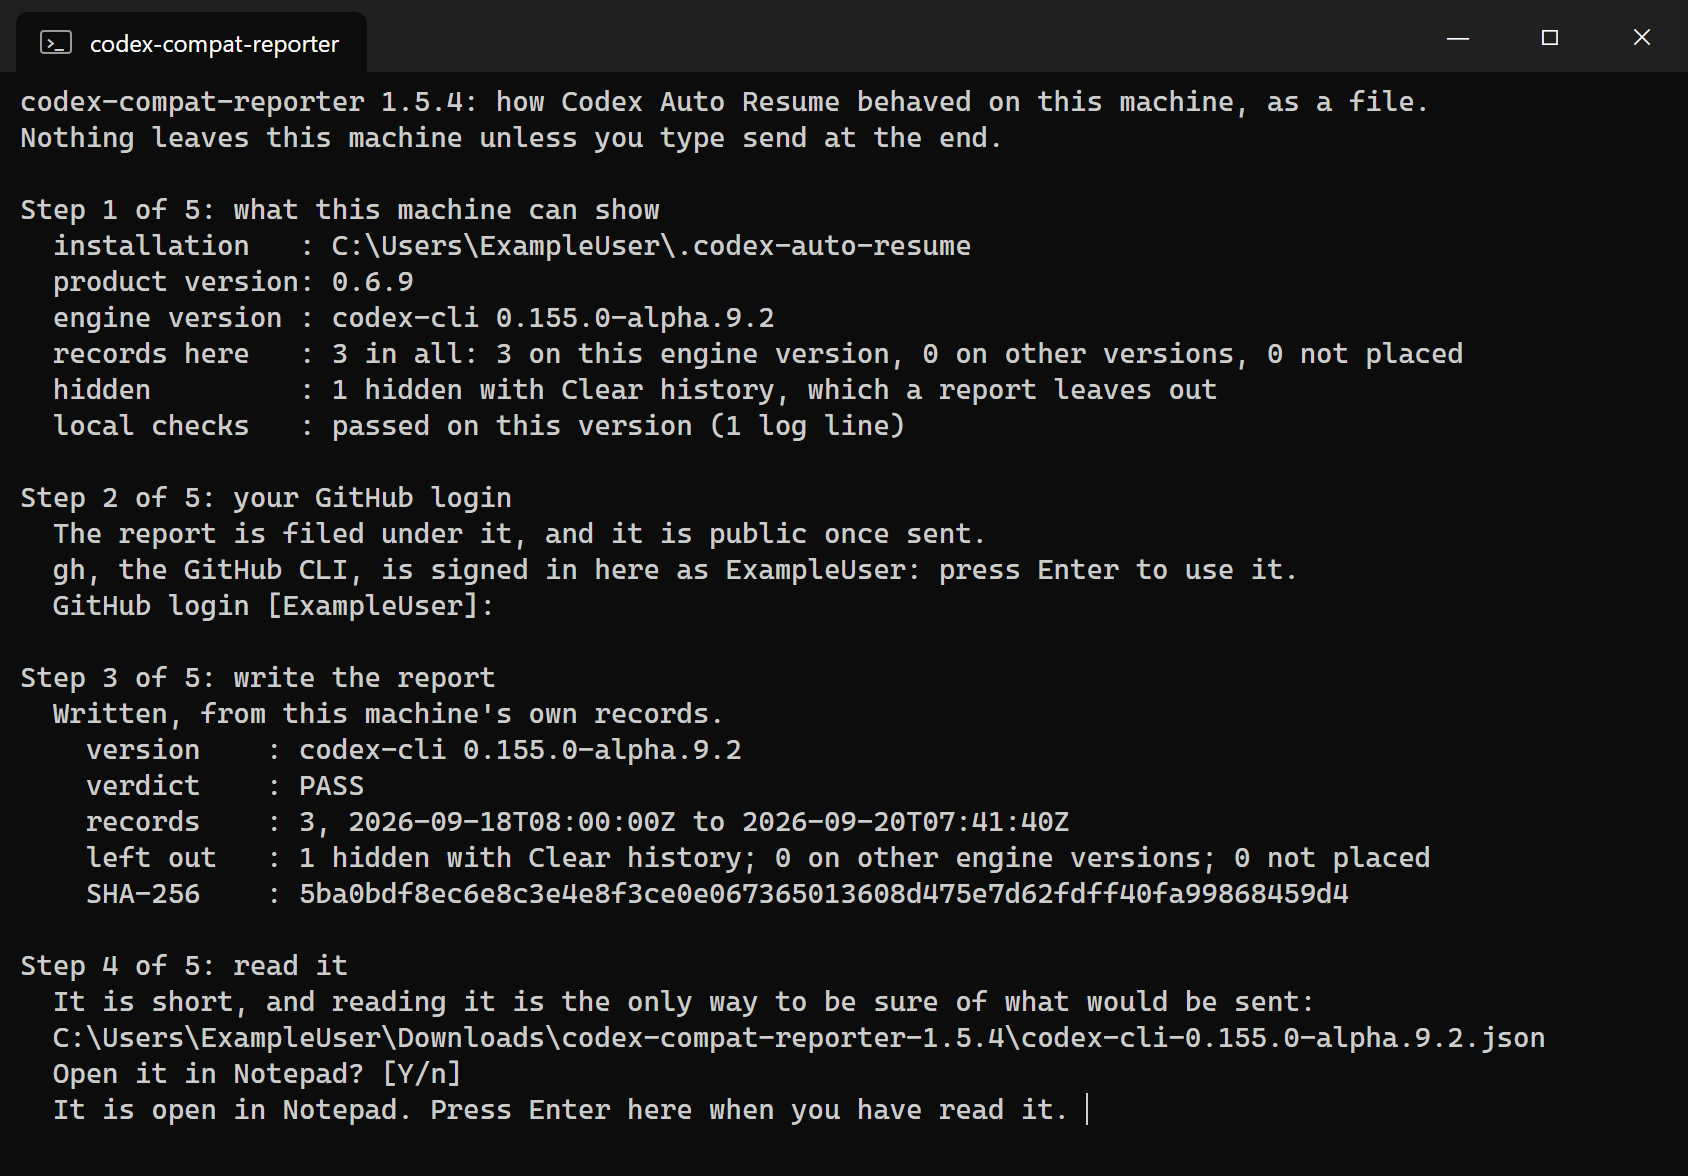 codex-compat-reporter
codex-compat-reporter 1.5.4: how Codex Auto Resume behaved on this machine, as a file.
Nothing leaves this machine unless you type send at the end.
Step 1 of 5: what this machine can show
installation   : C:\Users\ExampleUser\.codex-auto-resume
product version: 0.6.9
engine version : codex-cli 0.155.0-alpha.9.2
records here   : 3 in all: 3 on this engine version, 0 on other versions, 0 not placed
hidden         : 1 hidden with Clear history, which a report leaves out
local checks   : passed on this version (1 log line)
Step 2 of 5: your GitHub login
The report is filed under it, and it is public once sent.
gh, the GitHub CLI, is signed in here as ExampleUser: press Enter to use it.
GitHub login [ExampleUser]:
Step 3 of 5: write the report
Written, from this machine's own records.
version    : codex-cli 0.155.0-alpha.9.2
verdict    : PASS
records    : 3, 2026-09-18T08:00:00Z to 2026-09-20T07:41:40Z
left out   : 1 hidden with Clear history; 0 on other engine versions; 0 not placed
SHA-256    : 5ba0bdf8ec6e8c3e4e8f3ce0e067365013608d475e7d62fdff40fa99868459d4
Step 4 of 5: read it
It is short, and reading it is the only way to be sure of what would be sent:
C:\Users\ExampleUser\Downloads\codex-compat-reporter-1.5.4\codex-cli-0.155.0-alpha.9.2.json
Open it in Notepad? [Y/n]
It is open in Notepad. Press Enter here when you have read it.